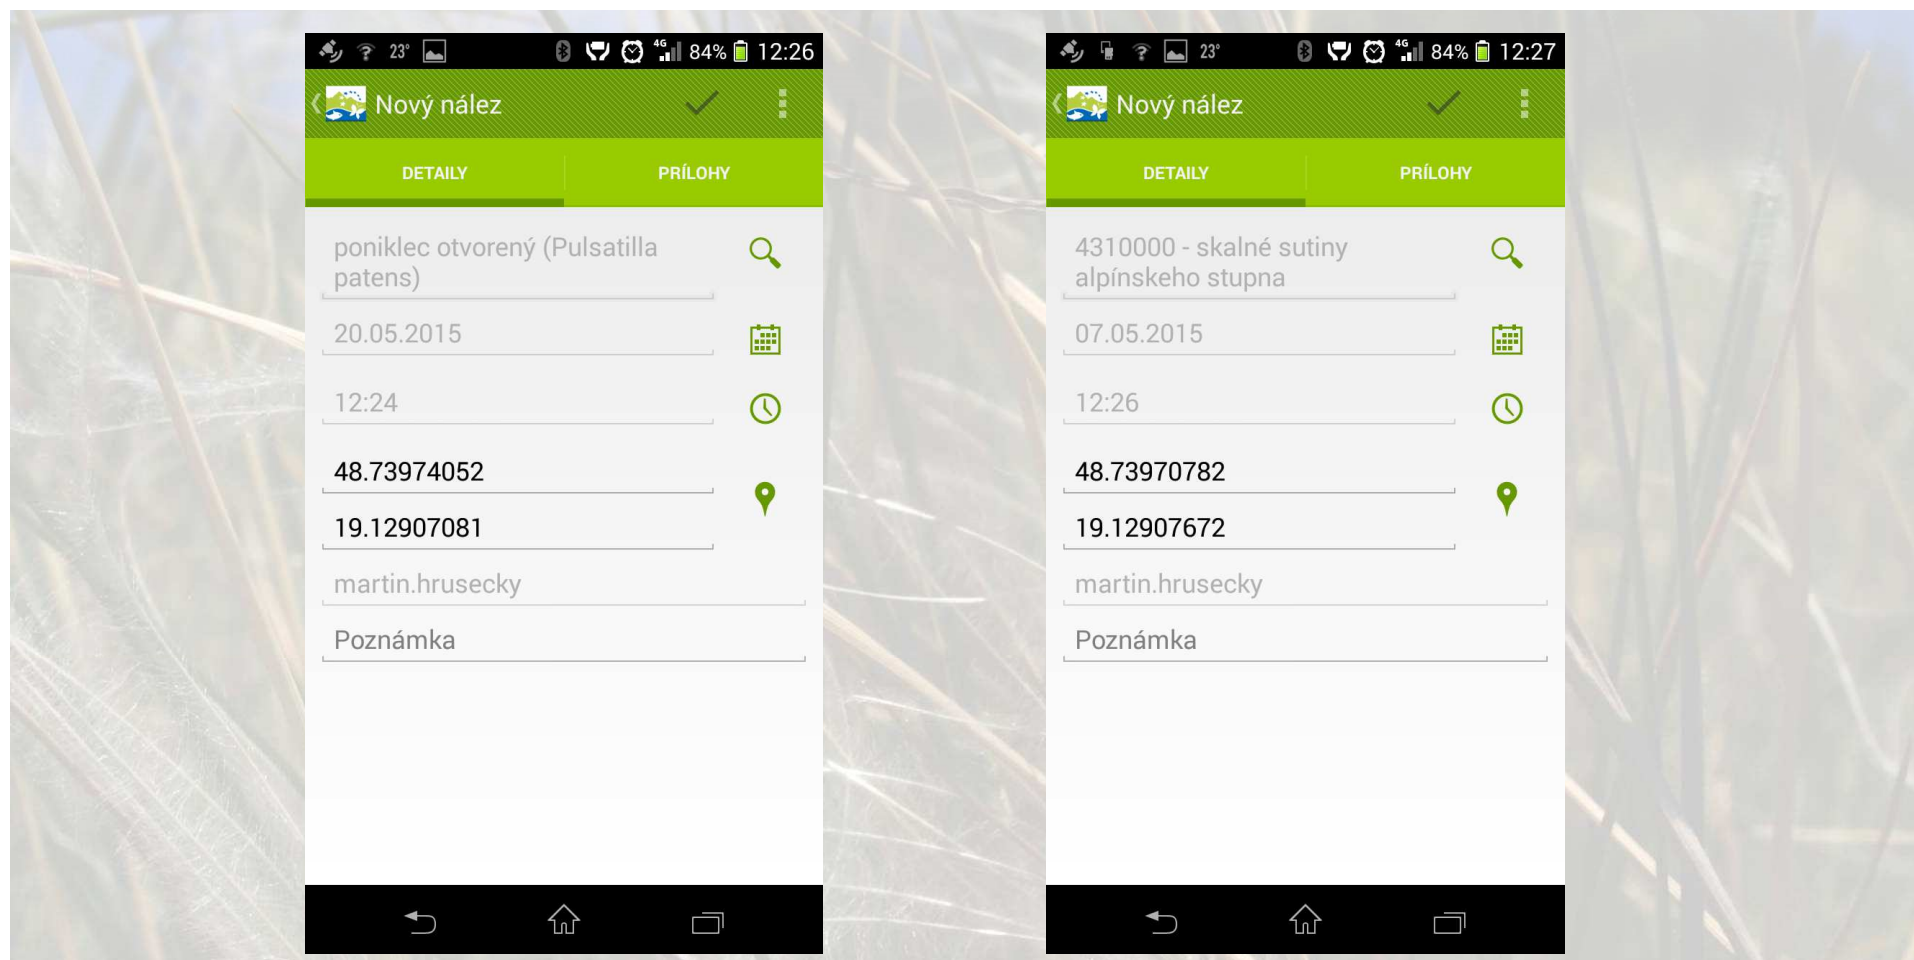 23° 4G 84% 12:26
Nový nález
DETAILY PRÍLOHY
poniklec otvorený (Pulsatilla
patens)
20.05.2015
12:24
48.73974052
19.12907081
martin.hrusecky
Poznámka
23° 4G 84% 12:27
Nový nález
DETAILY PRÍLOHY
4310000 - skalné sutiny
alpínskeho stupna
07.05.2015
12:26
48.73970782
19.12907672
martin.hrusecky
Poznámka